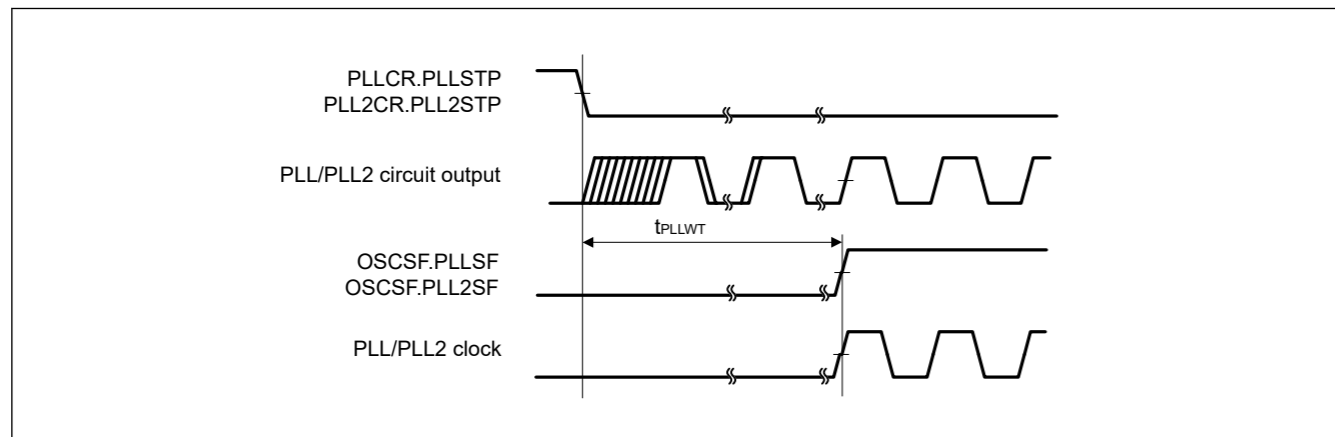 PLLCR.PLLSTP
PLL2CR.PLL2STP
PLL/PLL2 circuit output
tPLLWT
OSCSF.PLLSF
OSCSF.PLL2SF
PLL/PLL2 clock